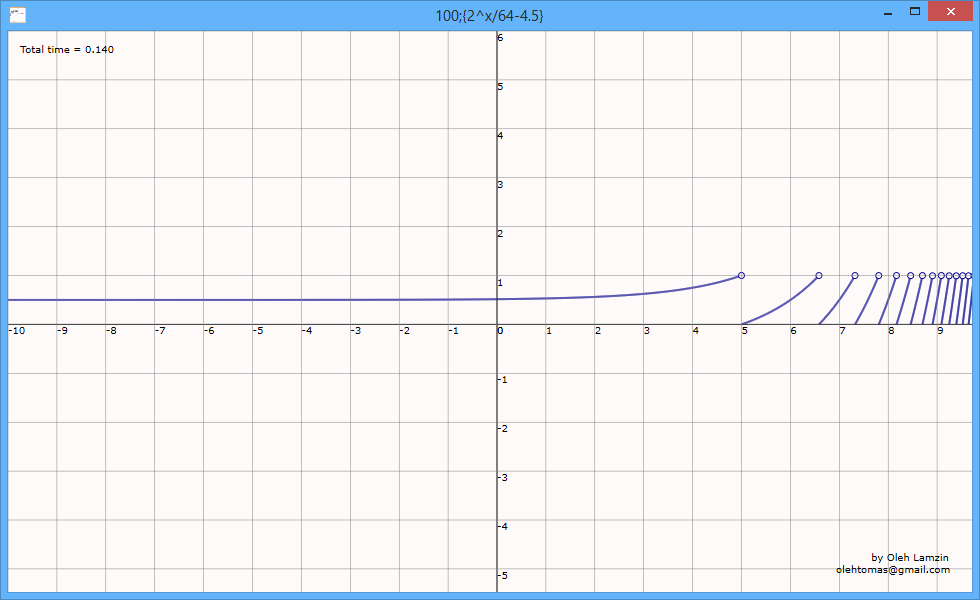 100;{2^x/64-4.5}
Total time = 0.140
6
5
4
3
2
1
-10 -9 -8 -7 -6 -5 -4 -3 -2 -1 0 1 2 3 4 5 6 7 8 9
-1
-2
-3
-4
-5
by Oleh Lamzin
olehtomas@gmail.com